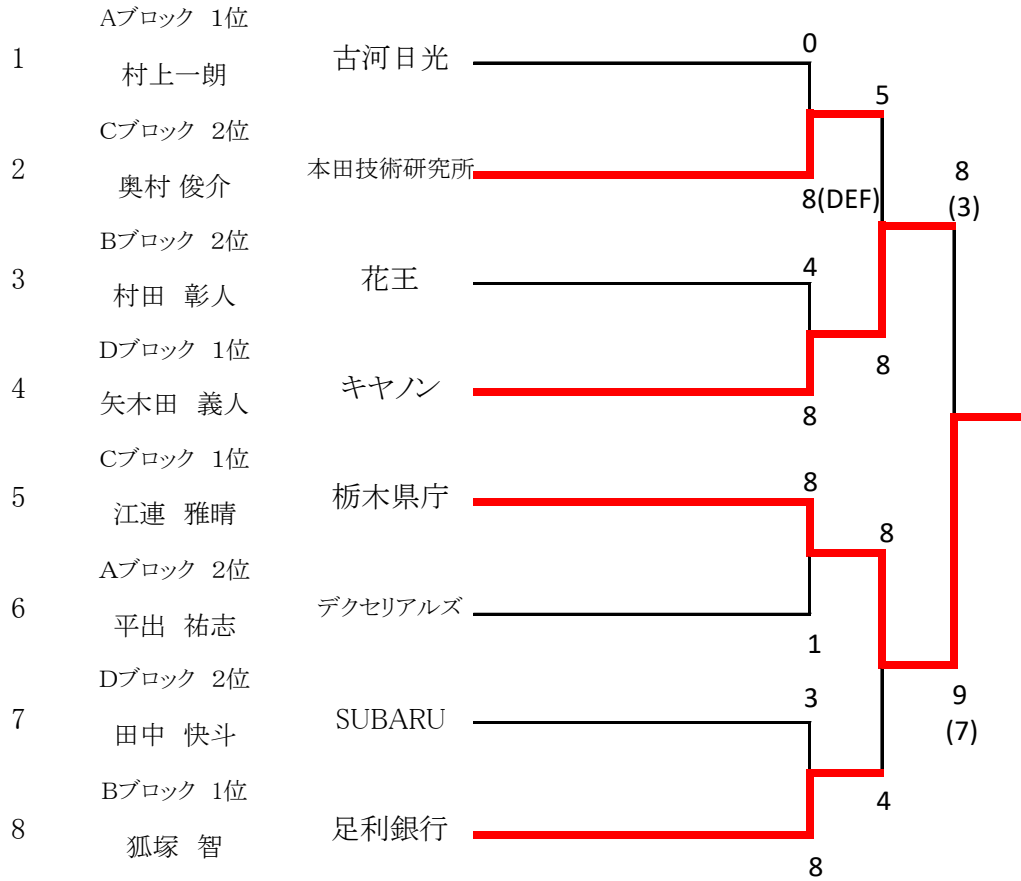 Aブロック 1位
1 村上一朗 古河日光 0
5
Cブロック 2位
2 奥村 俊介 本田技術研究所 8(DEF)
8
(3)
Bブロック 2位
3 村田 彰人 花王 4
Dブロック 1位
8
4 矢木田 義人 キヤノン 8
Cブロック 1位
5 江連 雅晴 栃木県庁 8
8
Aブロック 2位
6 平出 祐志 デクセリアルズ 1
Dブロック 2位
7 田中 快斗 SUBARU 3
9
(7)
Bブロック 1位
4
8 狐塚 智 足利銀行 8